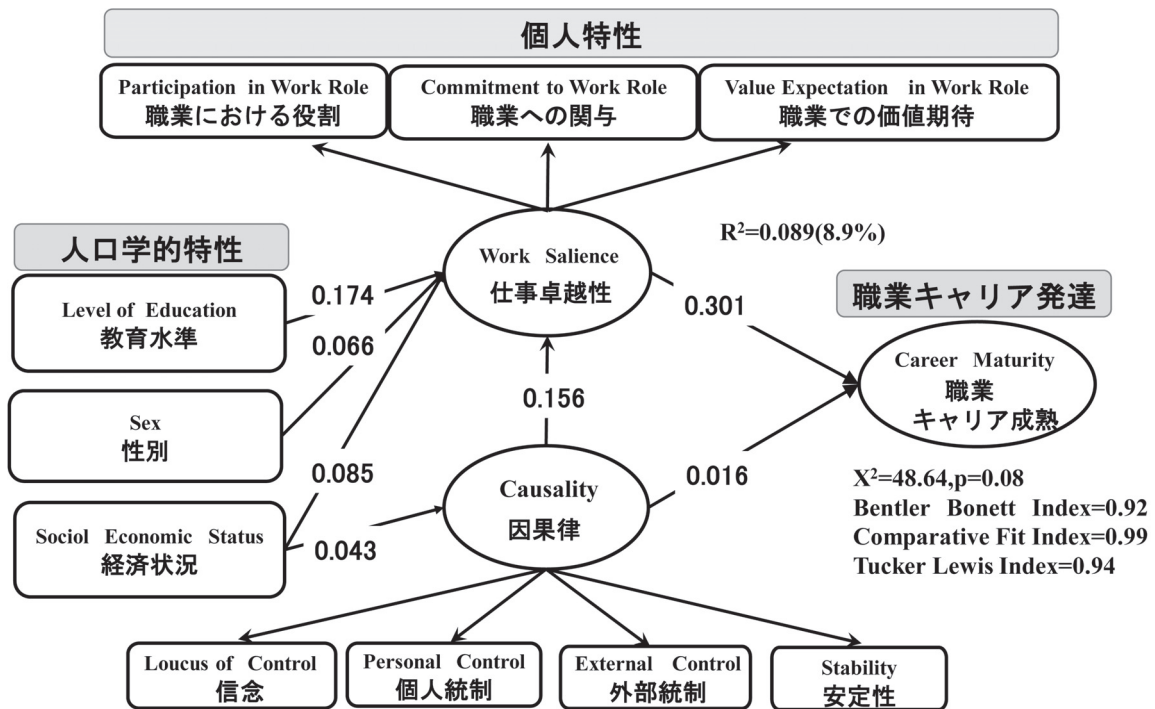 個人特性
Participation in Work Role
職業における役割
Commitment to Work Role
職業への関与
Value Expectation in Work Role
職業での価値期待
人口学的特性
Level of Education
教育水準
Sex
性別
Sociol Economic Status
経済状況
0.174
0.066
0.085
0.043
Work Salience
仕事卓越性
0.156
Causality
因果律
R²=0.089(8.9%)
0.301
0.016
職業キャリア発達
Career Maturity
職業
キャリア成熟
X²=48.64,p=0.08
Bentler Bonett Index=0.92
Comparative Fit Index=0.99
Tucker Lewis Index=0.94
Loucus of Control
信念
Personal Control
個人統制
External Control
外部統制
Stability
安定性